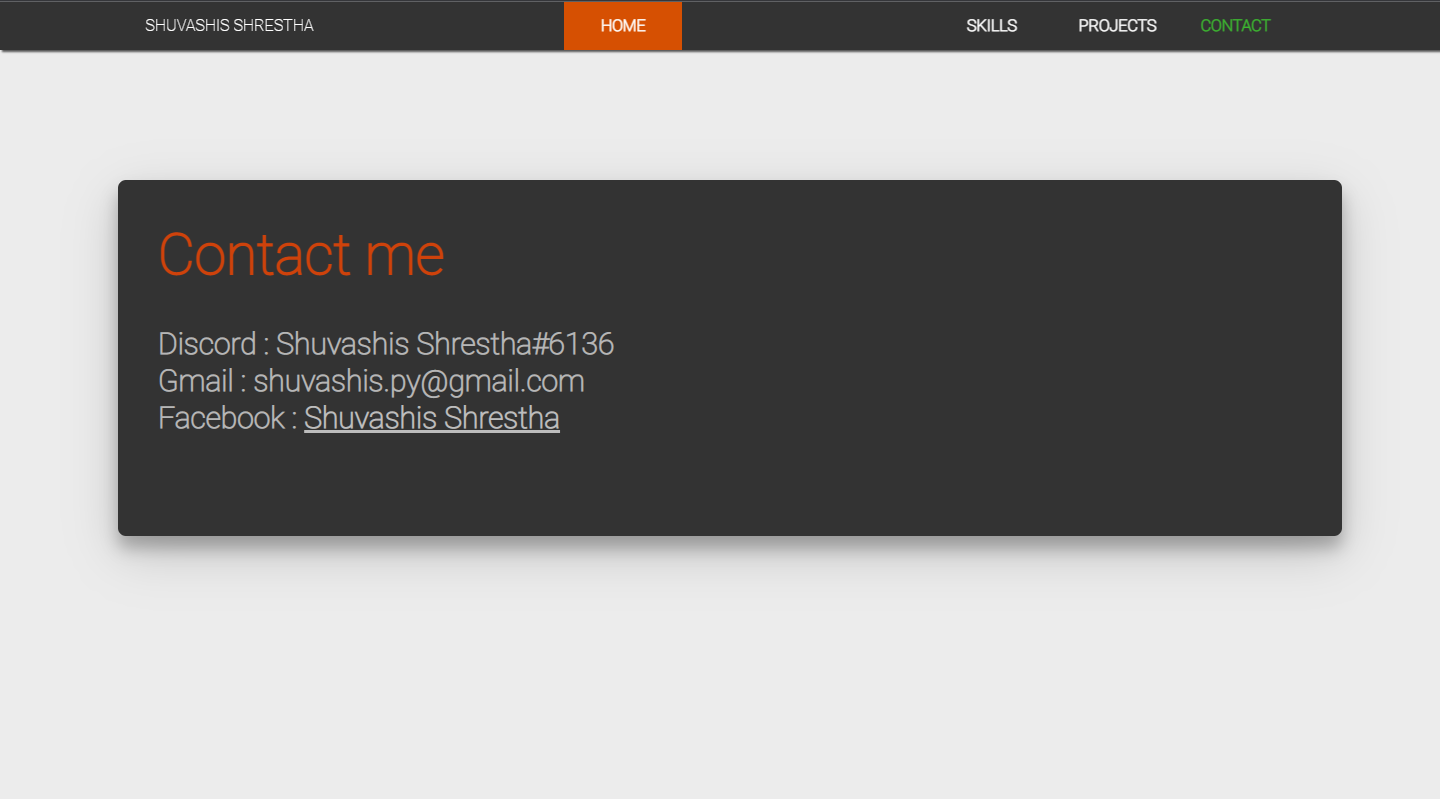 SHUVASHIS SHRESTHA HOME SKILLS PROJECTS CONTACT
Contact me
Discord : Shuvashis Shrestha#6136
Gmail : shuvashis.py@gmail.com
Facebook : Shuvashis Shrestha